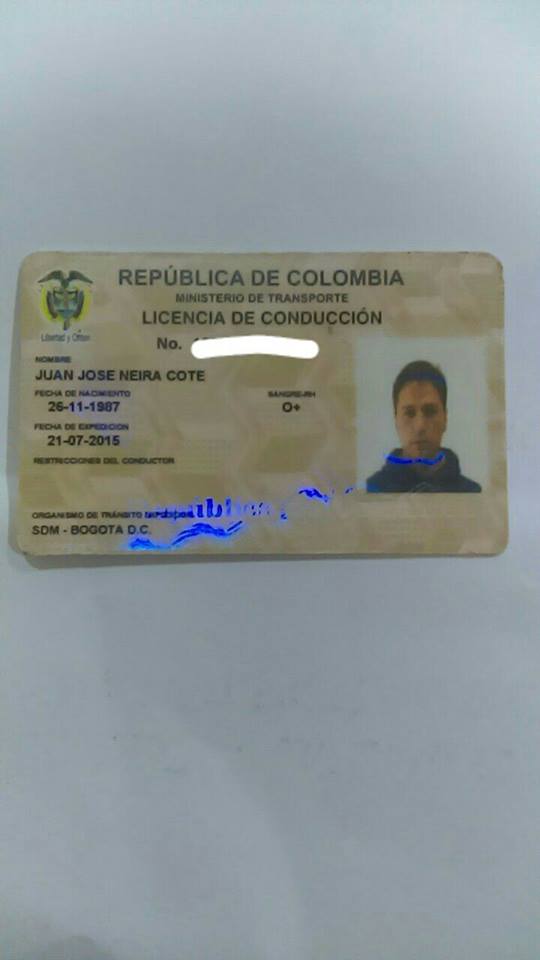 REPÚBLICA DE COLOMBIA
MINISTERIO DE TRANSPORTE
LICENCIA DE CONDUCCIÓN
Libertad y Orden
No.
NOMBRE
JUAN JOSE NEIRA COTE
FECHA DE NACIMIENTO
26-11-1987
SANGRE-RH
O+
FECHA DE EXPEDICION
21-07-2015
RESTRICCIONES DEL CONDUCTOR
ORGANISMO DE TRÁNSITO EXPEDIDOR
SDM - BOGOTA D.C.